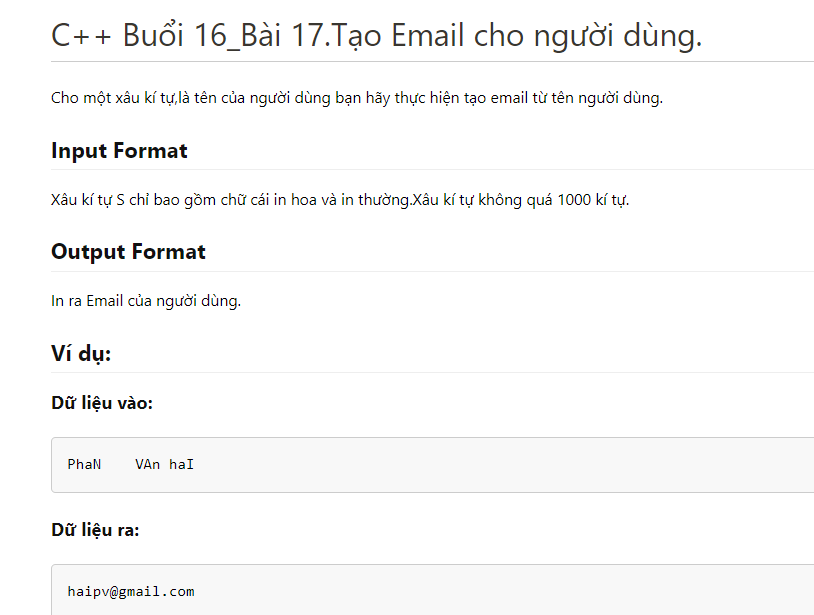 C++ Buổi 16_Bài 17.Tạo Email cho người dùng.
Cho một xâu kí tự,là tên của người dùng bạn hãy thực hiện tạo email từ tên người dùng.
Input Format
Xâu kí tự S chỉ bao gồm chữ cái in hoa và in thường.Xâu kí tự không quá 1000 kí tự.
Output Format
In ra Email của người dùng.
Ví dụ:
Dữ liệu vào:
PhaN    VAn haI
Dữ liệu ra:
haipv@gmail.com